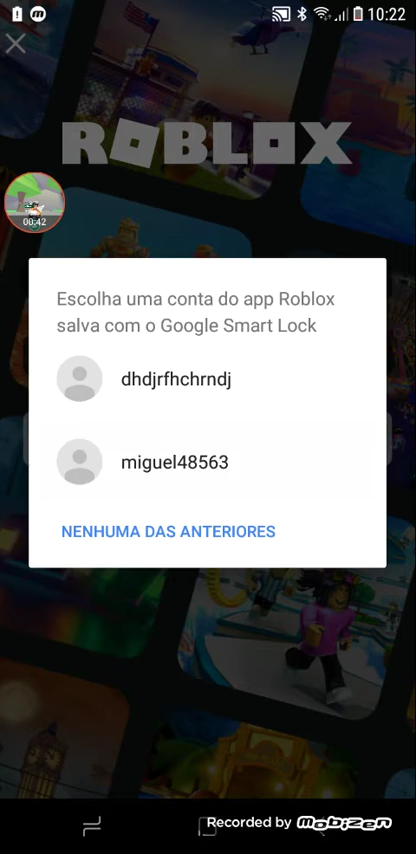 10:22
ROBLOX
00:42
Escolha uma conta do app Roblox
salva com o Google Smart Lock
dhdjrfhchrndj
miguel48563
NENHUMA DAS ANTERIORES
Recorded by mobizen